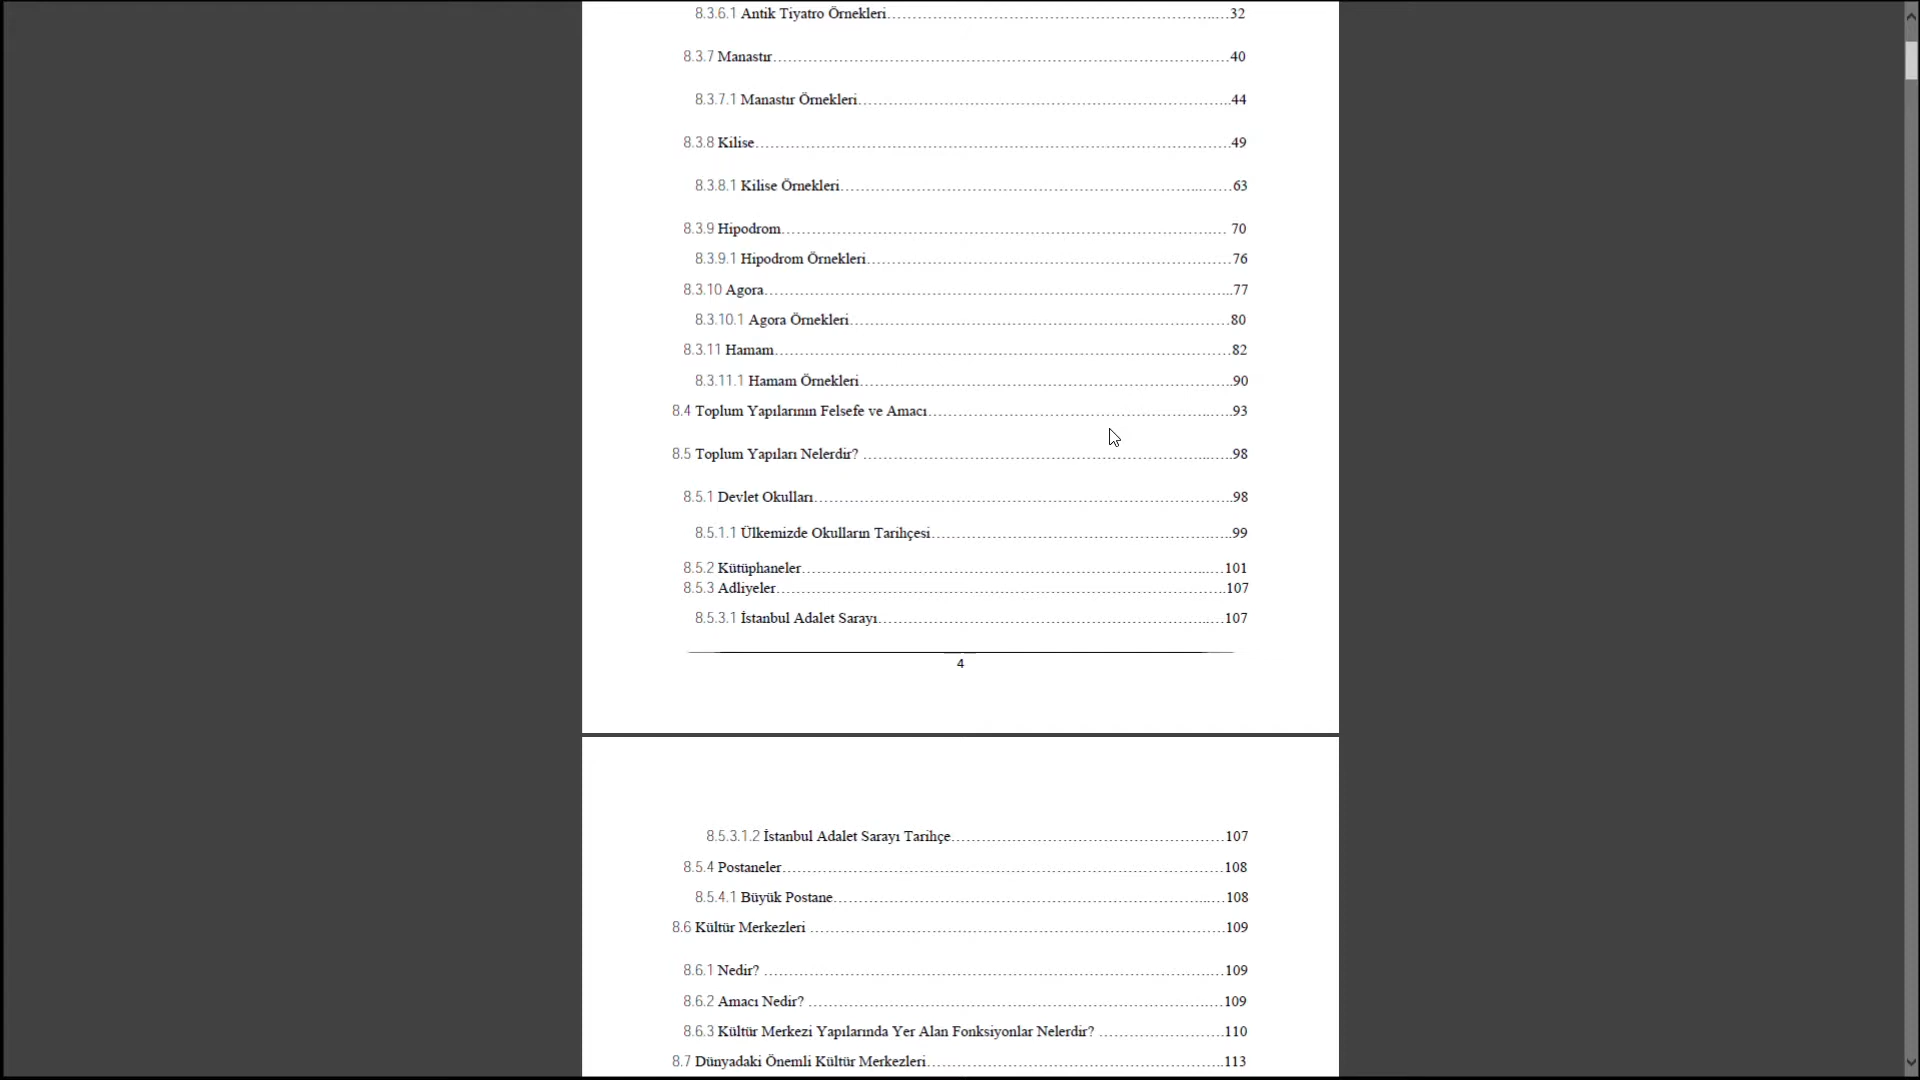 8.3.6.1 Antik Tiyatro Örnekleri……………………………………………………………32
8.3.7 Manastır……………………………………………………………………………40
8.3.7.1 Manastır Örnekleri………………………………………………………………44
8.3.8 Kilise………………………………………………………………………………49
8.3.8.1 Kilise Örnekleri…………………………………………………………………63
8.3.9 Hipodrom…………………………………………………………………………… 70
8.3.9.1 Hipodrom Örnekleri……………………………………………………………76
8.3.10 Agora………………………………………………………………………………77
8.3.10.1 Agora Örnekleri…………………………………………………………………80
8.3.11 Hamam……………………………………………………………………………82
8.3.11.1 Hamam Örnekleri………………………………………………………………90
8.4 Toplum Yapılarının Felsefe ve Amacı……………………………………………………93
8.5 Toplum Yapıları Nelerdir? ………………………………………………………………98
8.5.1 Devlet Okulları………………………………………………………………………98
8.5.1.1 Ülkemizde Okulların Tarihçesi…………………………………………………99
8.5.2 Kütüphaneler…………………………………………………………………………101
8.5.3 Adliyeler……………………………………………………………………………107
8.5.3.1 İstanbul Adalet Sarayı……………………………………………………………107
4
8.5.3.1.2 İstanbul Adalet Sarayı Tarihçe………………………………………………107
8.5.4 Postaneler……………………………………………………………………………108
8.5.4.1 Büyük Postane……………………………………………………………………108
8.6 Kültür Merkezleri …………………………………………………………………………109
8.6.1 Nedir? ………………………………………………………………………………109
8.6.2 Amacı Nedir? ………………………………………………………………………109
8.6.3 Kültür Merkezi Yapılarında Yer Alan Fonksiyonlar Nelerdir? ……………………110
8.7 Dünyadaki Önemli Kültür Merkezleri……………………………………………………113